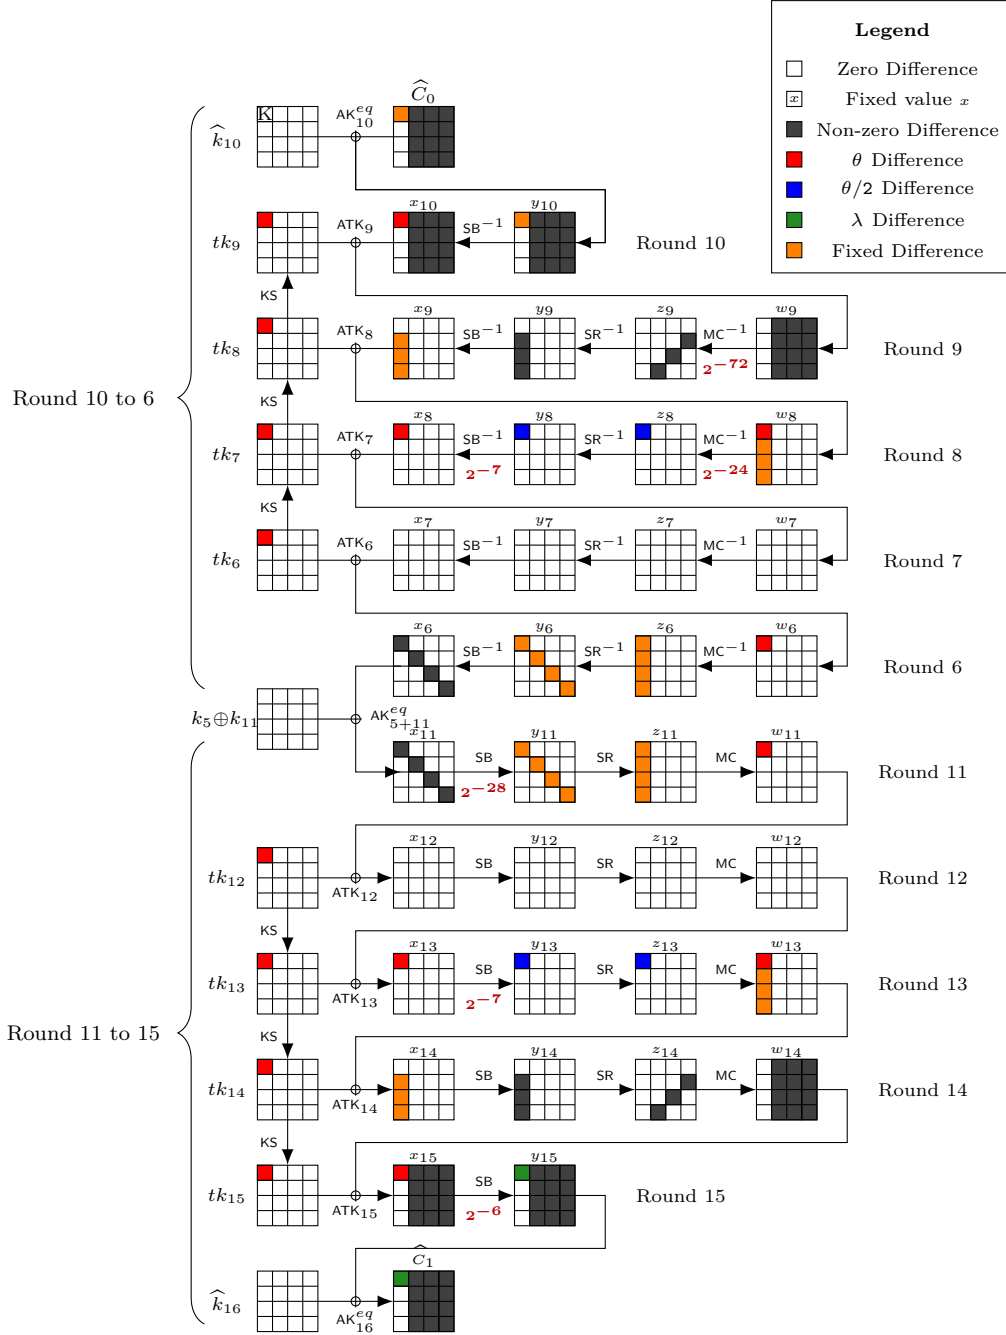 Legend
Zero Difference
x Fixed value x
Non-zero Difference
θ Difference
θ/2 Difference
λ Difference
Fixed Difference
Ĉ₀
K
k̂₁₀ AK₁₀^eq
x₁₀ y₁₀
tk₉ ATK₉ SB⁻¹ Round 10
KS
x₉ y₉ z₉ w₉
tk₈ ATK₈ SB⁻¹ SR⁻¹ MC⁻¹ Round 9
2⁻⁷²
Round 10 to 6
KS
x₈ y₈ z₈ w₈
tk₇ ATK₇ SB⁻¹ SR⁻¹ MC⁻¹ Round 8
2⁻⁷ 2⁻²⁴
KS
x₇ y₇ z₇ w₇
tk₆ ATK₆ SB⁻¹ SR⁻¹ MC⁻¹ Round 7
x₆ y₆ z₆ w₆
SB⁻¹ SR⁻¹ MC⁻¹ Round 6
k₅⊕k₁₁ AK₅₊₁₁^eq
x₁₁ y₁₁ z₁₁ w₁₁
SB SR MC Round 11
2⁻²⁸
x₁₂ y₁₂ z₁₂ w₁₂
tk₁₂ ATK₁₂ SB SR MC Round 12
KS
x₁₃ y₁₃ z₁₃ w₁₃
tk₁₃ ATK₁₃ SB SR MC Round 13
2⁻⁷
Round 11 to 15
KS
x₁₄ y₁₄ z₁₄ w₁₄
tk₁₄ ATK₁₄ SB SR MC Round 14
KS
x₁₅ y₁₅
tk₁₅ ATK₁₅ SB Round 15
2⁻⁶
Ĉ₁
k̂₁₆ AK₁₆^eq